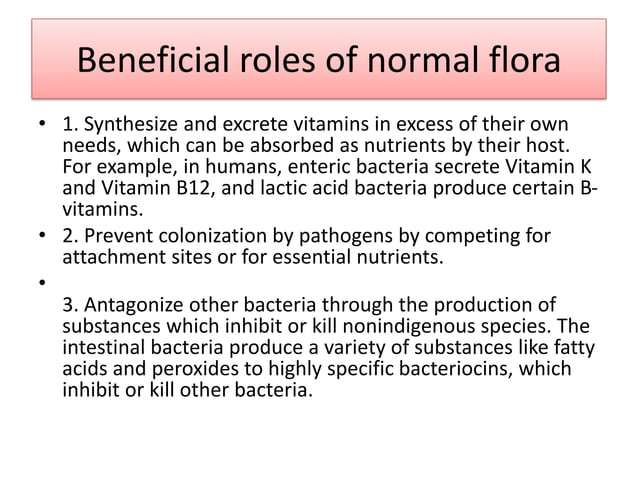 Beneficial roles of normal flora
• 1. Synthesize and excrete vitamins in excess of their own
needs, which can be absorbed as nutrients by their host.
For example, in humans, enteric bacteria secrete Vitamin K
and Vitamin B12, and lactic acid bacteria produce certain B-
vitamins.
• 2. Prevent colonization by pathogens by competing for
attachment sites or for essential nutrients.
•
3. Antagonize other bacteria through the production of
substances which inhibit or kill nonindigenous species. The
intestinal bacteria produce a variety of substances like fatty
acids and peroxides to highly specific bacteriocins, which
inhibit or kill other bacteria.